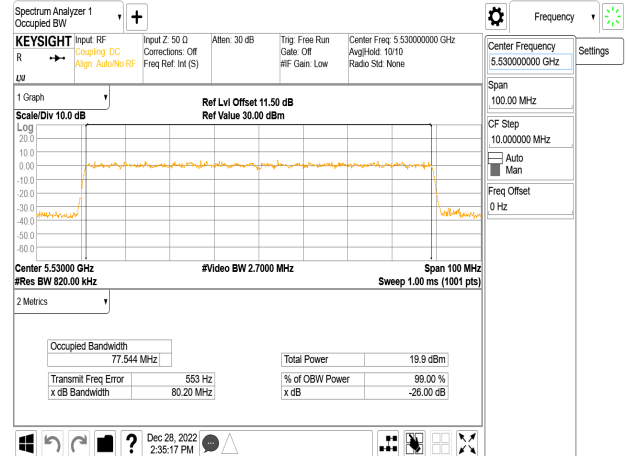 Spectrum Analyzer 1
Occupied BW
Frequency
KEYSIGHT
R
LXI
Input: RF
Coupling: DC
Align: Auto/No RF
Input Z: 50 Ω
Corrections: Off
Freq Ref: Int (S)
Atten: 30 dB
Trig: Free Run
Gate: Off
#IF Gain: Low
Center Freq: 5.530000000 GHz
Avg|Hold: 10/10
Radio Std: None
Center Frequency
5.530000000 GHz
Settings
Span
100.00 MHz
CF Step
10.000000 MHz
Auto
Man
Freq Offset
0 Hz
1 Graph
Scale/Div 10.0 dB
Ref Lvl Offset 11.50 dB
Ref Value 30.00 dBm
Log
20.0
10.0
0.00
-10.0
-20.0
-30.0
-40.0
-50.0
-60.0
Center 5.53000 GHz
#Res BW 820.00 kHz
#Video BW 2.7000 MHz
Span 100 MHz
Sweep 1.00 ms (1001 pts)
2 Metrics
Occupied Bandwidth
77.544 MHz
Total Power 19.9 dBm
Transmit Freq Error 553 Hz
% of OBW Power 99.00 %
x dB Bandwidth 80.20 MHz
x dB -26.00 dB
?
Dec 28, 2022
2:35:17 PM